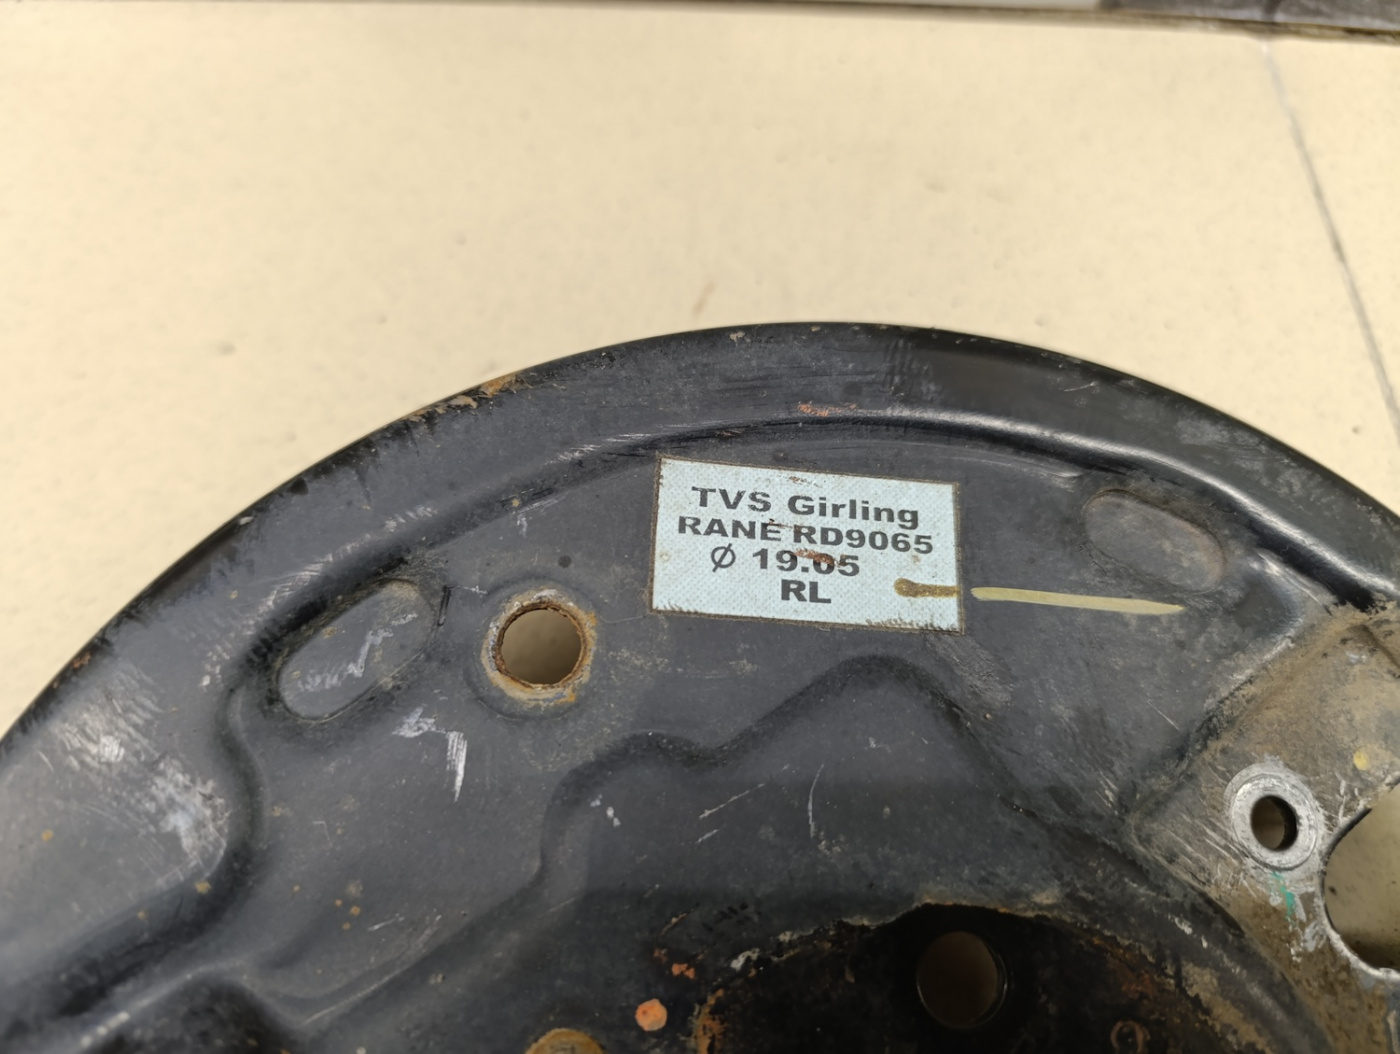 TVS Girling
RANE RD9065
Ø 19.05
RL